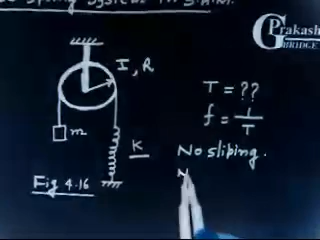 Spring System in S.H.M.
Prakash
G
BRIDGE
I, R
T = ??
f = 1/T
m
K
No sliping.
Fig 4.16